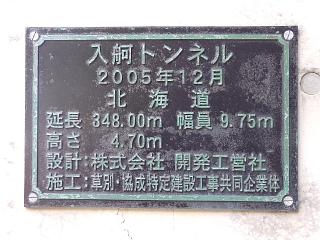 入舸トンネル
2005年12月
北海道
延長 348.00m 幅員 9.75m
高さ 4.70m
設計：株式会社 開発工営社
施工：草別・協成特定建設工事共同企業体